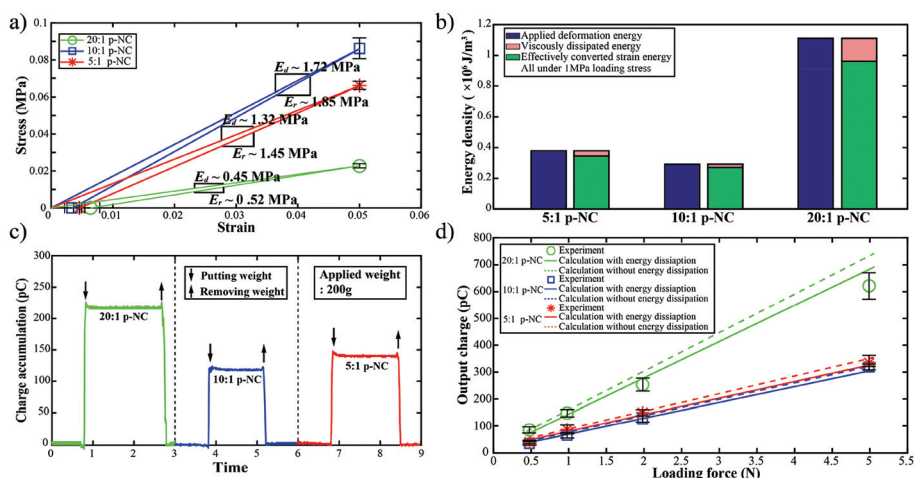 a)
0.1
0.08
0.06
0.04
0.02
0
Stress (MPa)
20:1 p-NC
10:1 p-NC
5:1 p-NC
E_d ~ 1.72 MPa
E_r ~ 1.85 MPa
E_d ~ 1.32 MPa
E_r ~ 1.45 MPa
E_d ~ 0.45 MPa
E_r ~ 0.52 MPa
0 0.01 0.02 0.03 0.04 0.05 0.06
Strain
b)
1.4
1
0.6
0.2
0
Energy density ( ×10⁶ J/m³)
Applied deformation energy
Viscously dissipated energy
Effectively converted strain energy
All under 1MPa loading stress
5:1 p-NC 10:1 p-NC 20:1 p-NC
c)
300
250
200
150
100
50
0
Charge accumulation (pC)
Putting weight
Removing weight
Applied weight
: 200g
20:1 p-NC
10:1 p-NC
5:1 p-NC
0 1 2 3 4 5 6 7 8 9
Time
d)
800
700
600
500
400
300
200
100
0
Output charge (pC)
Experiment
20:1 p-NC Calculation with energy dissiaption
Calculation without energy dissipation
Experiment
10:1 p-NC Calculation with energy dissipation
Calculation without energy dissipation
Experiment
5:1 p-NC Calculation with energy dissipation
Calculation without energy dissipation
0 0.5 1 1.5 2 2.5 3 3.5 4 4.5 5 5.5
Loading force (N)